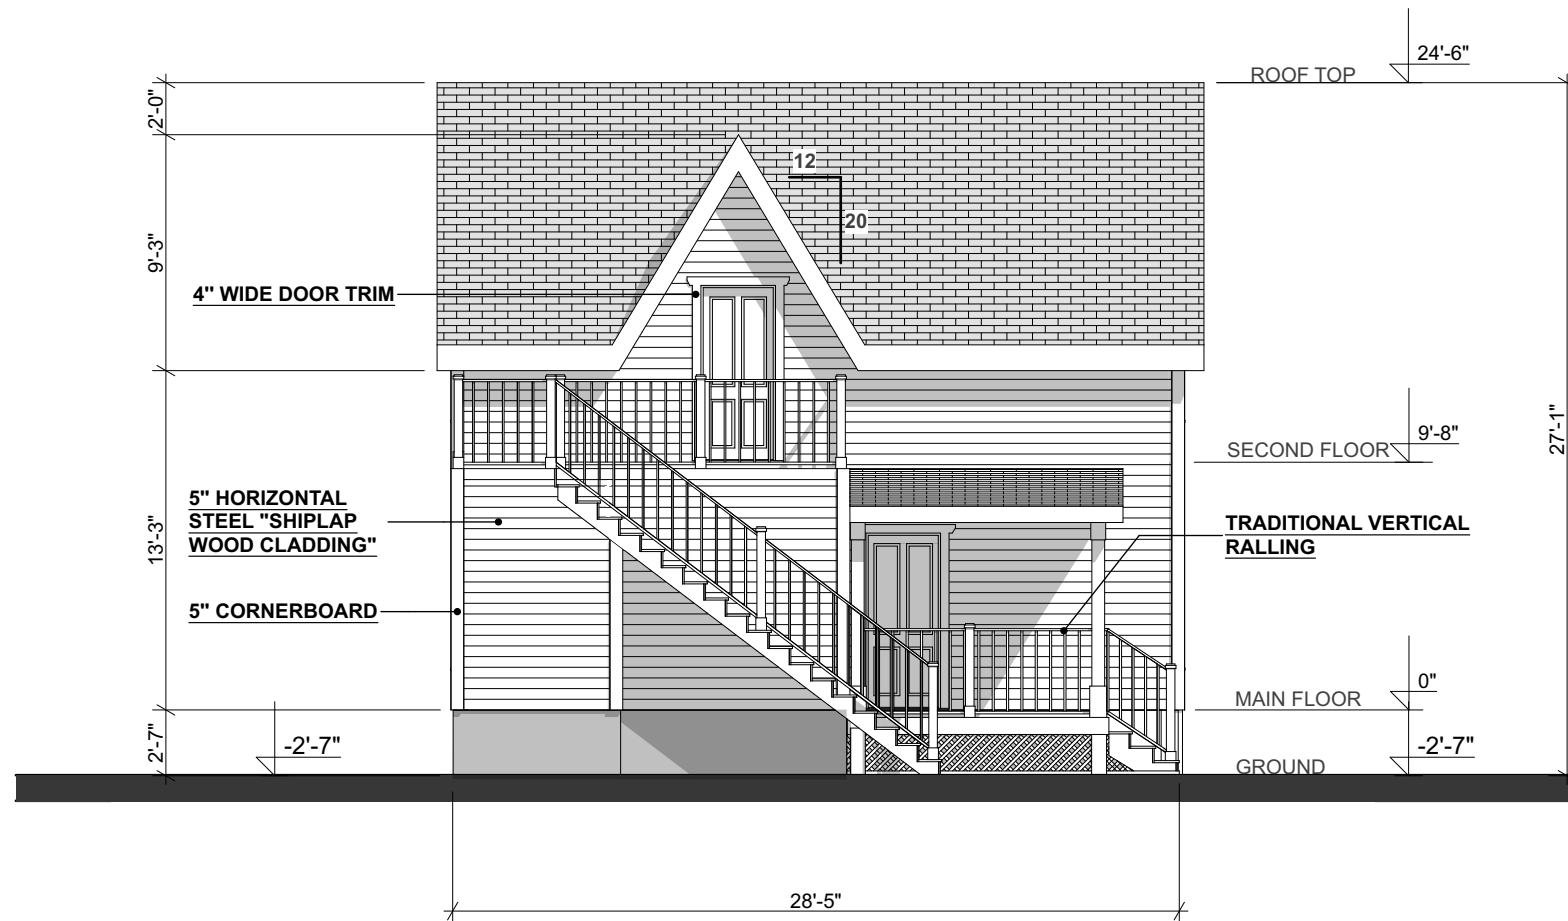 24'-6"
ROOF TOP
2'-0"
12
20
9'-3"
4" WIDE DOOR TRIM
9'-8"
SECOND FLOOR
27'-1"
5" HORIZONTAL
STEEL "SHIPLAP
WOOD CLADDING"
TRADITIONAL VERTICAL
RALLING
13'-3"
5" CORNERBOARD
0"
MAIN FLOOR
2'-7"
-2'-7"
-2'-7"
GROUND
28'-5"